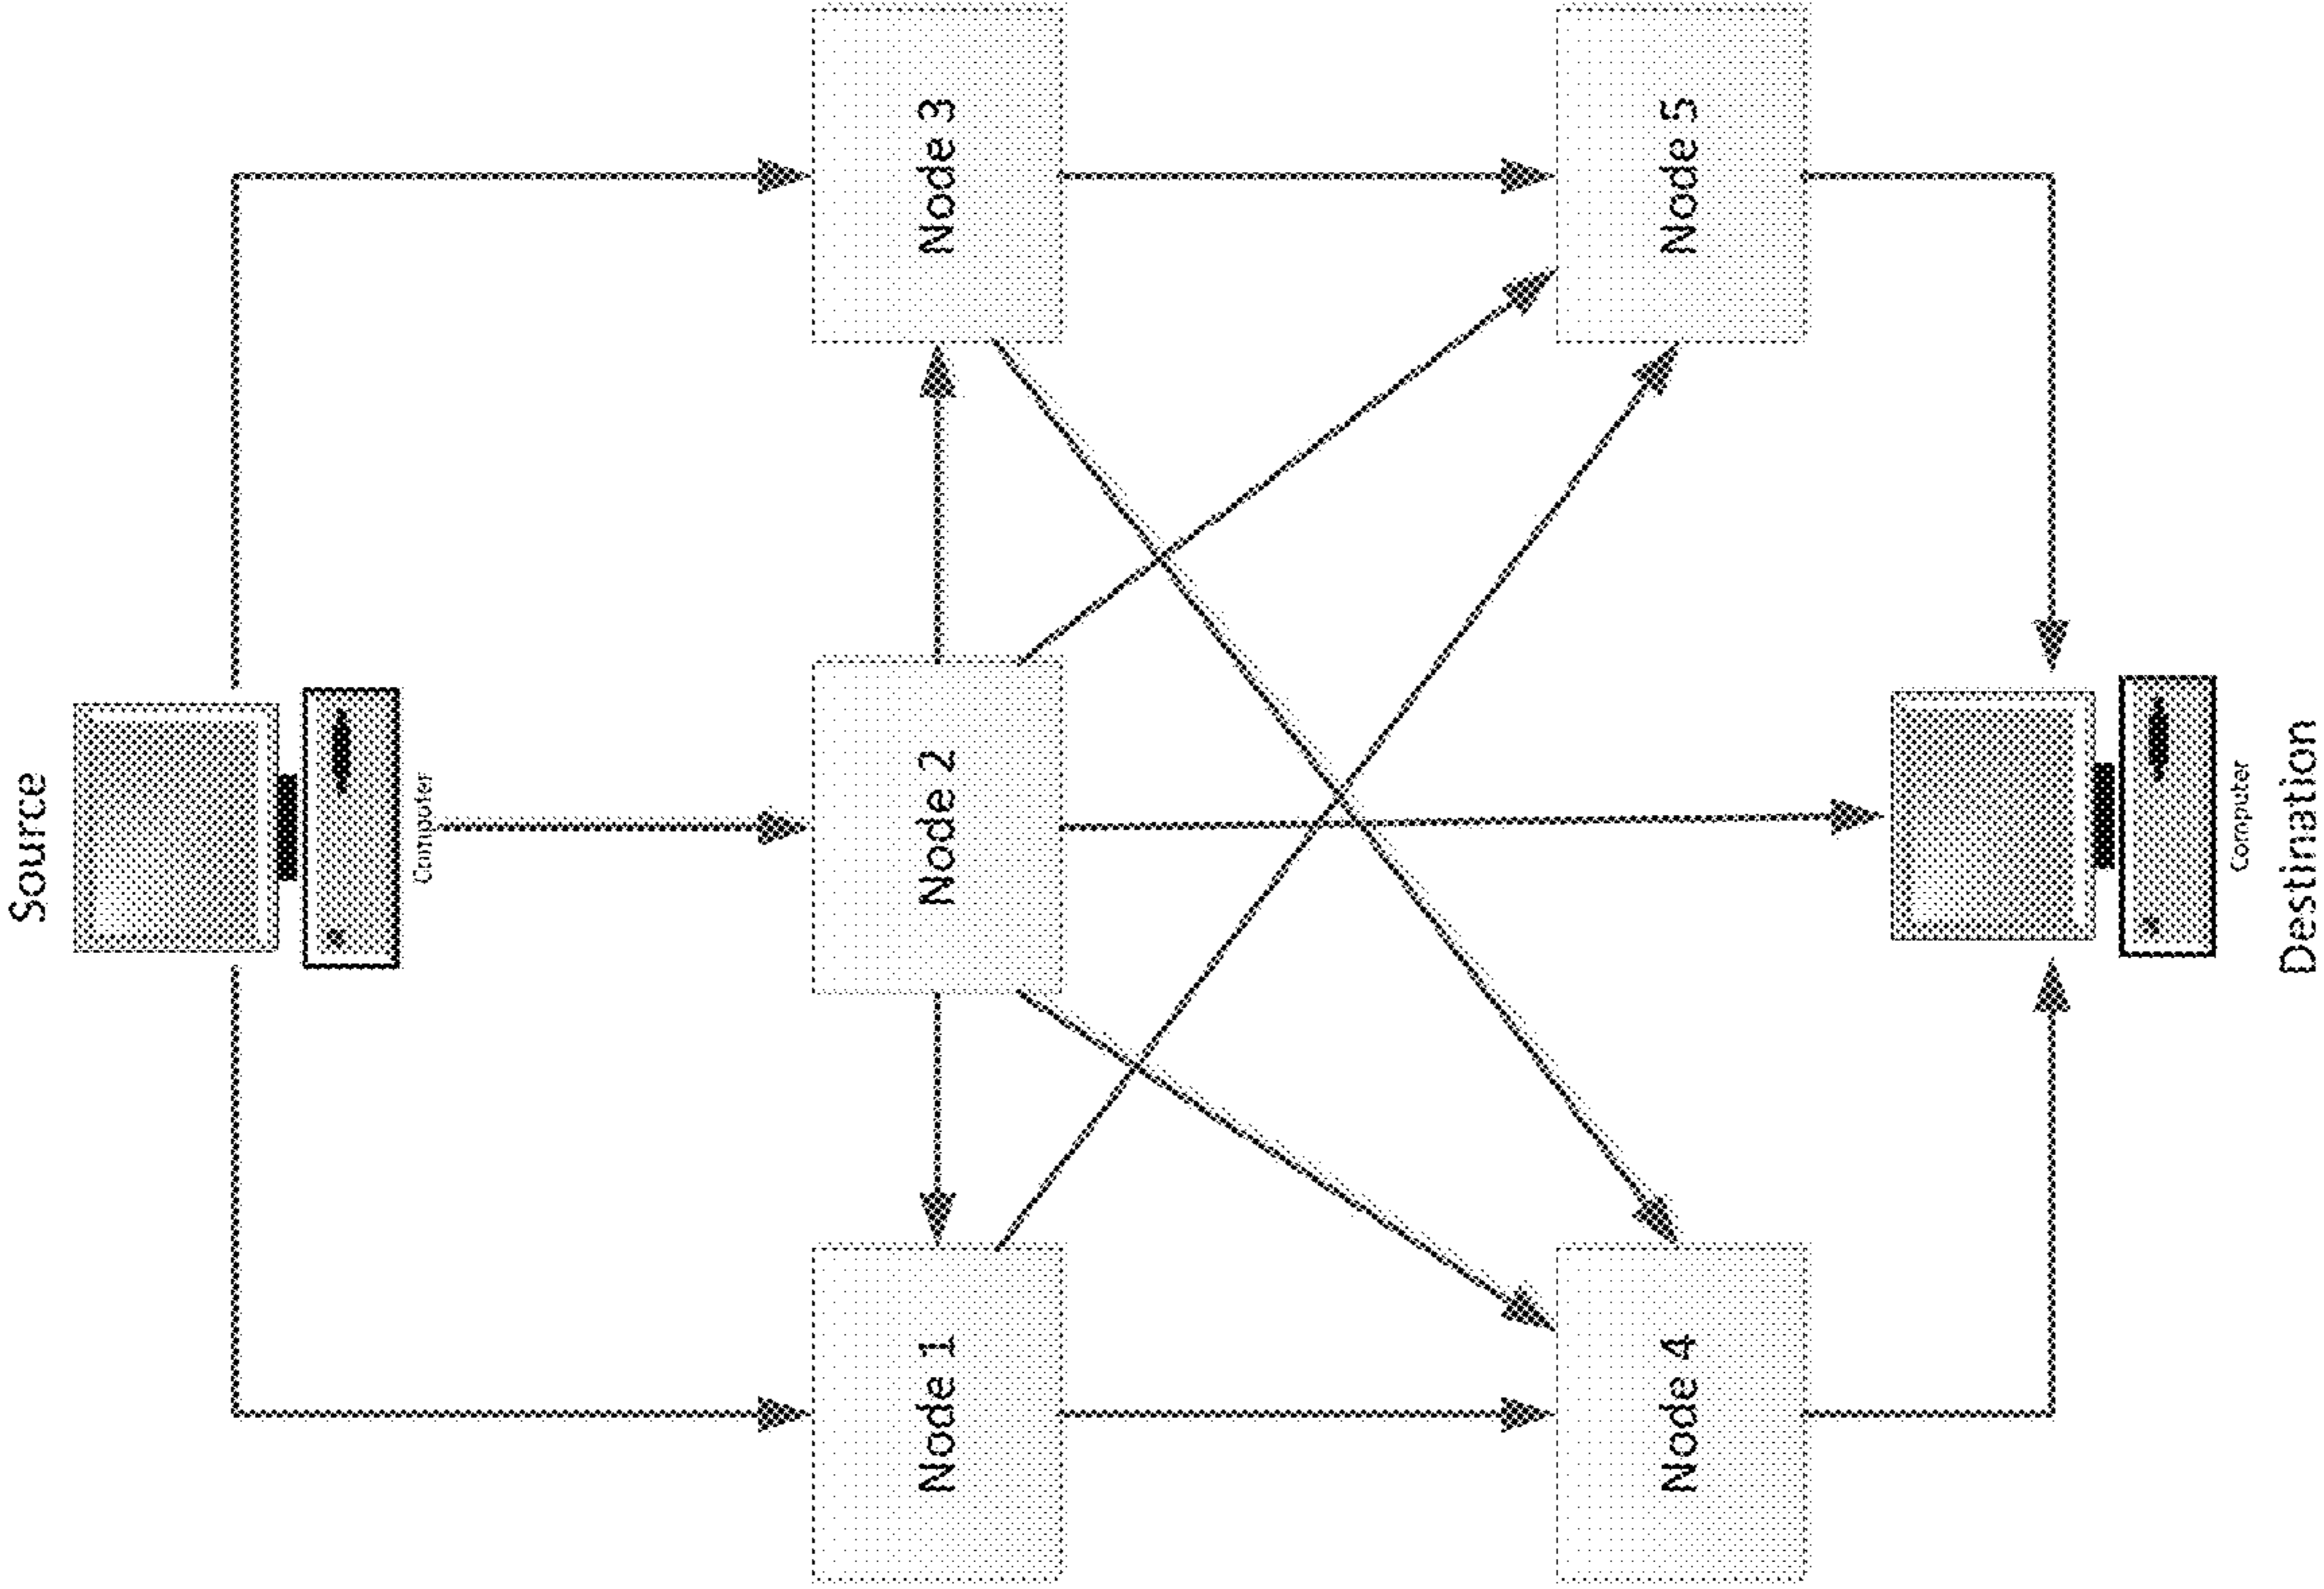 Source
Computer
Node 1
Node 2
Node 3
Node 4
Node 5
Computer
Destination